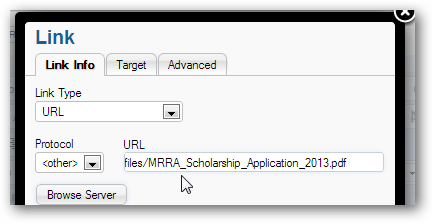 Link
Link Info Target Advanced
Link Type
URL
Protocol URL
<other> files/MRRA_Scholarship_Application_2013.pdf
Browse Server